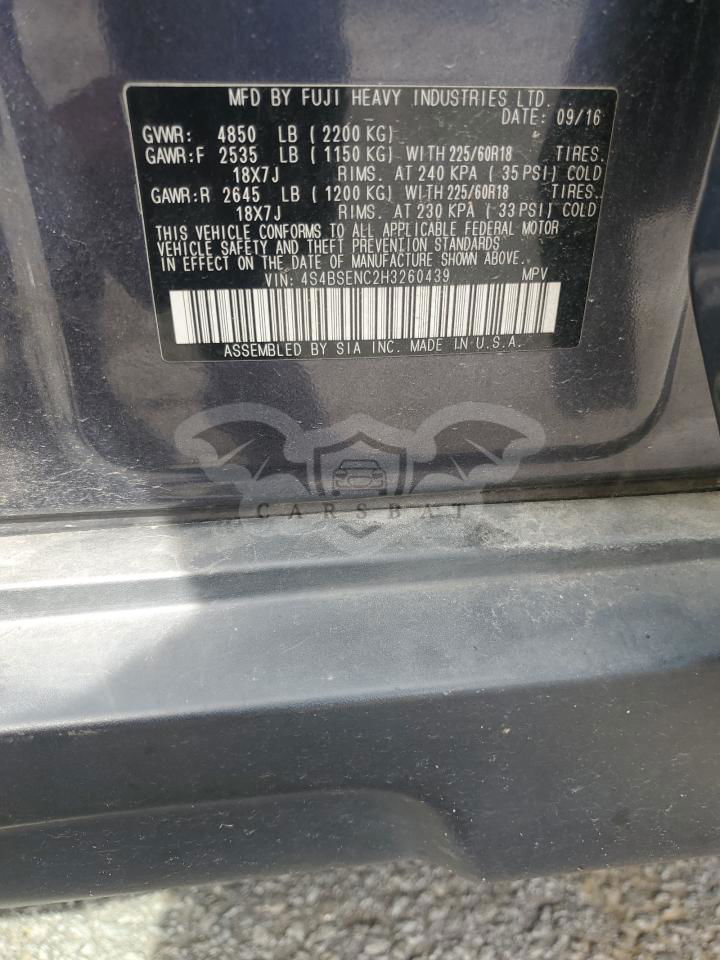 MFD BY FUJI HEAVY INDUSTRIES LTD.
DATE: 09/16
GVWR: 4850 LB ( 2200 KG)
GAWR:F 2535 LB ( 1150 KG) WITH 225/60R18 TIRES.
18X7J RIMS. AT 240 KPA ( 35 PSI) COLD
GAWR:R 2645 LB ( 1200 KG) WITH 225/60R18 TIRES.
18X7J RIMS. AT 230 KPA ( 33 PSI) COLD
THIS VEHICLE CONFORMS TO ALL APPLICABLE FEDERAL MOTOR
VEHICLE SAFETY AND THEFT PREVENTION STANDARDS
IN EFFECT ON THE DATE OF MANUFACTURE SHOWN ABOVE.
VIN: 4S4BSENC2H3260439 MPV
ASSEMBLED BY SIA INC. MADE IN U.S.A.
CARSBAT